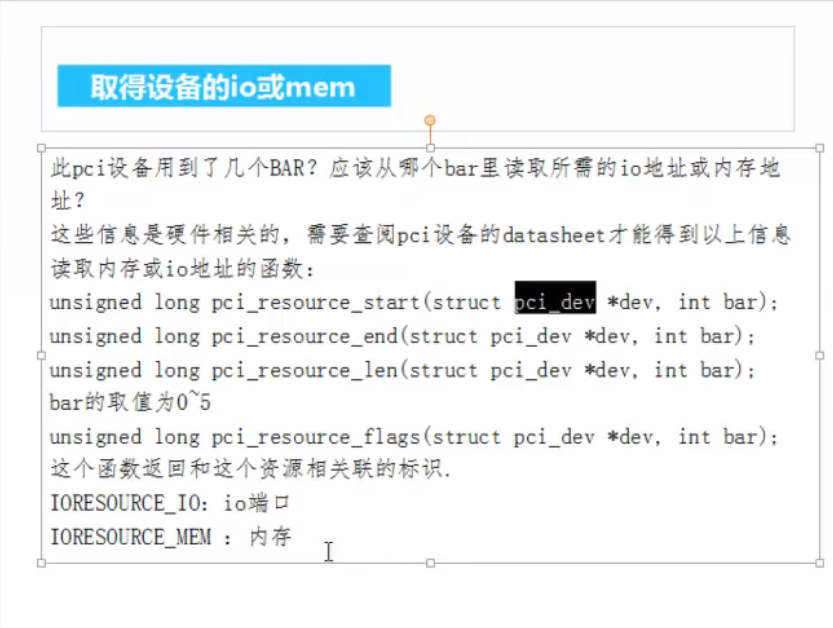 取得设备的io或mem
此pci设备用到了几个BAR？应该从哪个bar里读取所需的io地址或内存地
址？
这些信息是硬件相关的，需要查阅pci设备的datasheet才能得到以上信息
读取内存或io地址的函数：
unsigned long pci_resource_start(struct pci_dev *dev, int bar);
unsigned long pci_resource_end(struct pci_dev *dev, int bar);
unsigned long pci_resource_len(struct pci_dev *dev, int bar);
bar的取值为0~5
unsigned long pci_resource_flags(struct pci_dev *dev, int bar);
这个函数返回和这个资源相关联的标识.
IORESOURCE_IO：io端口
IORESOURCE_MEM ：内存